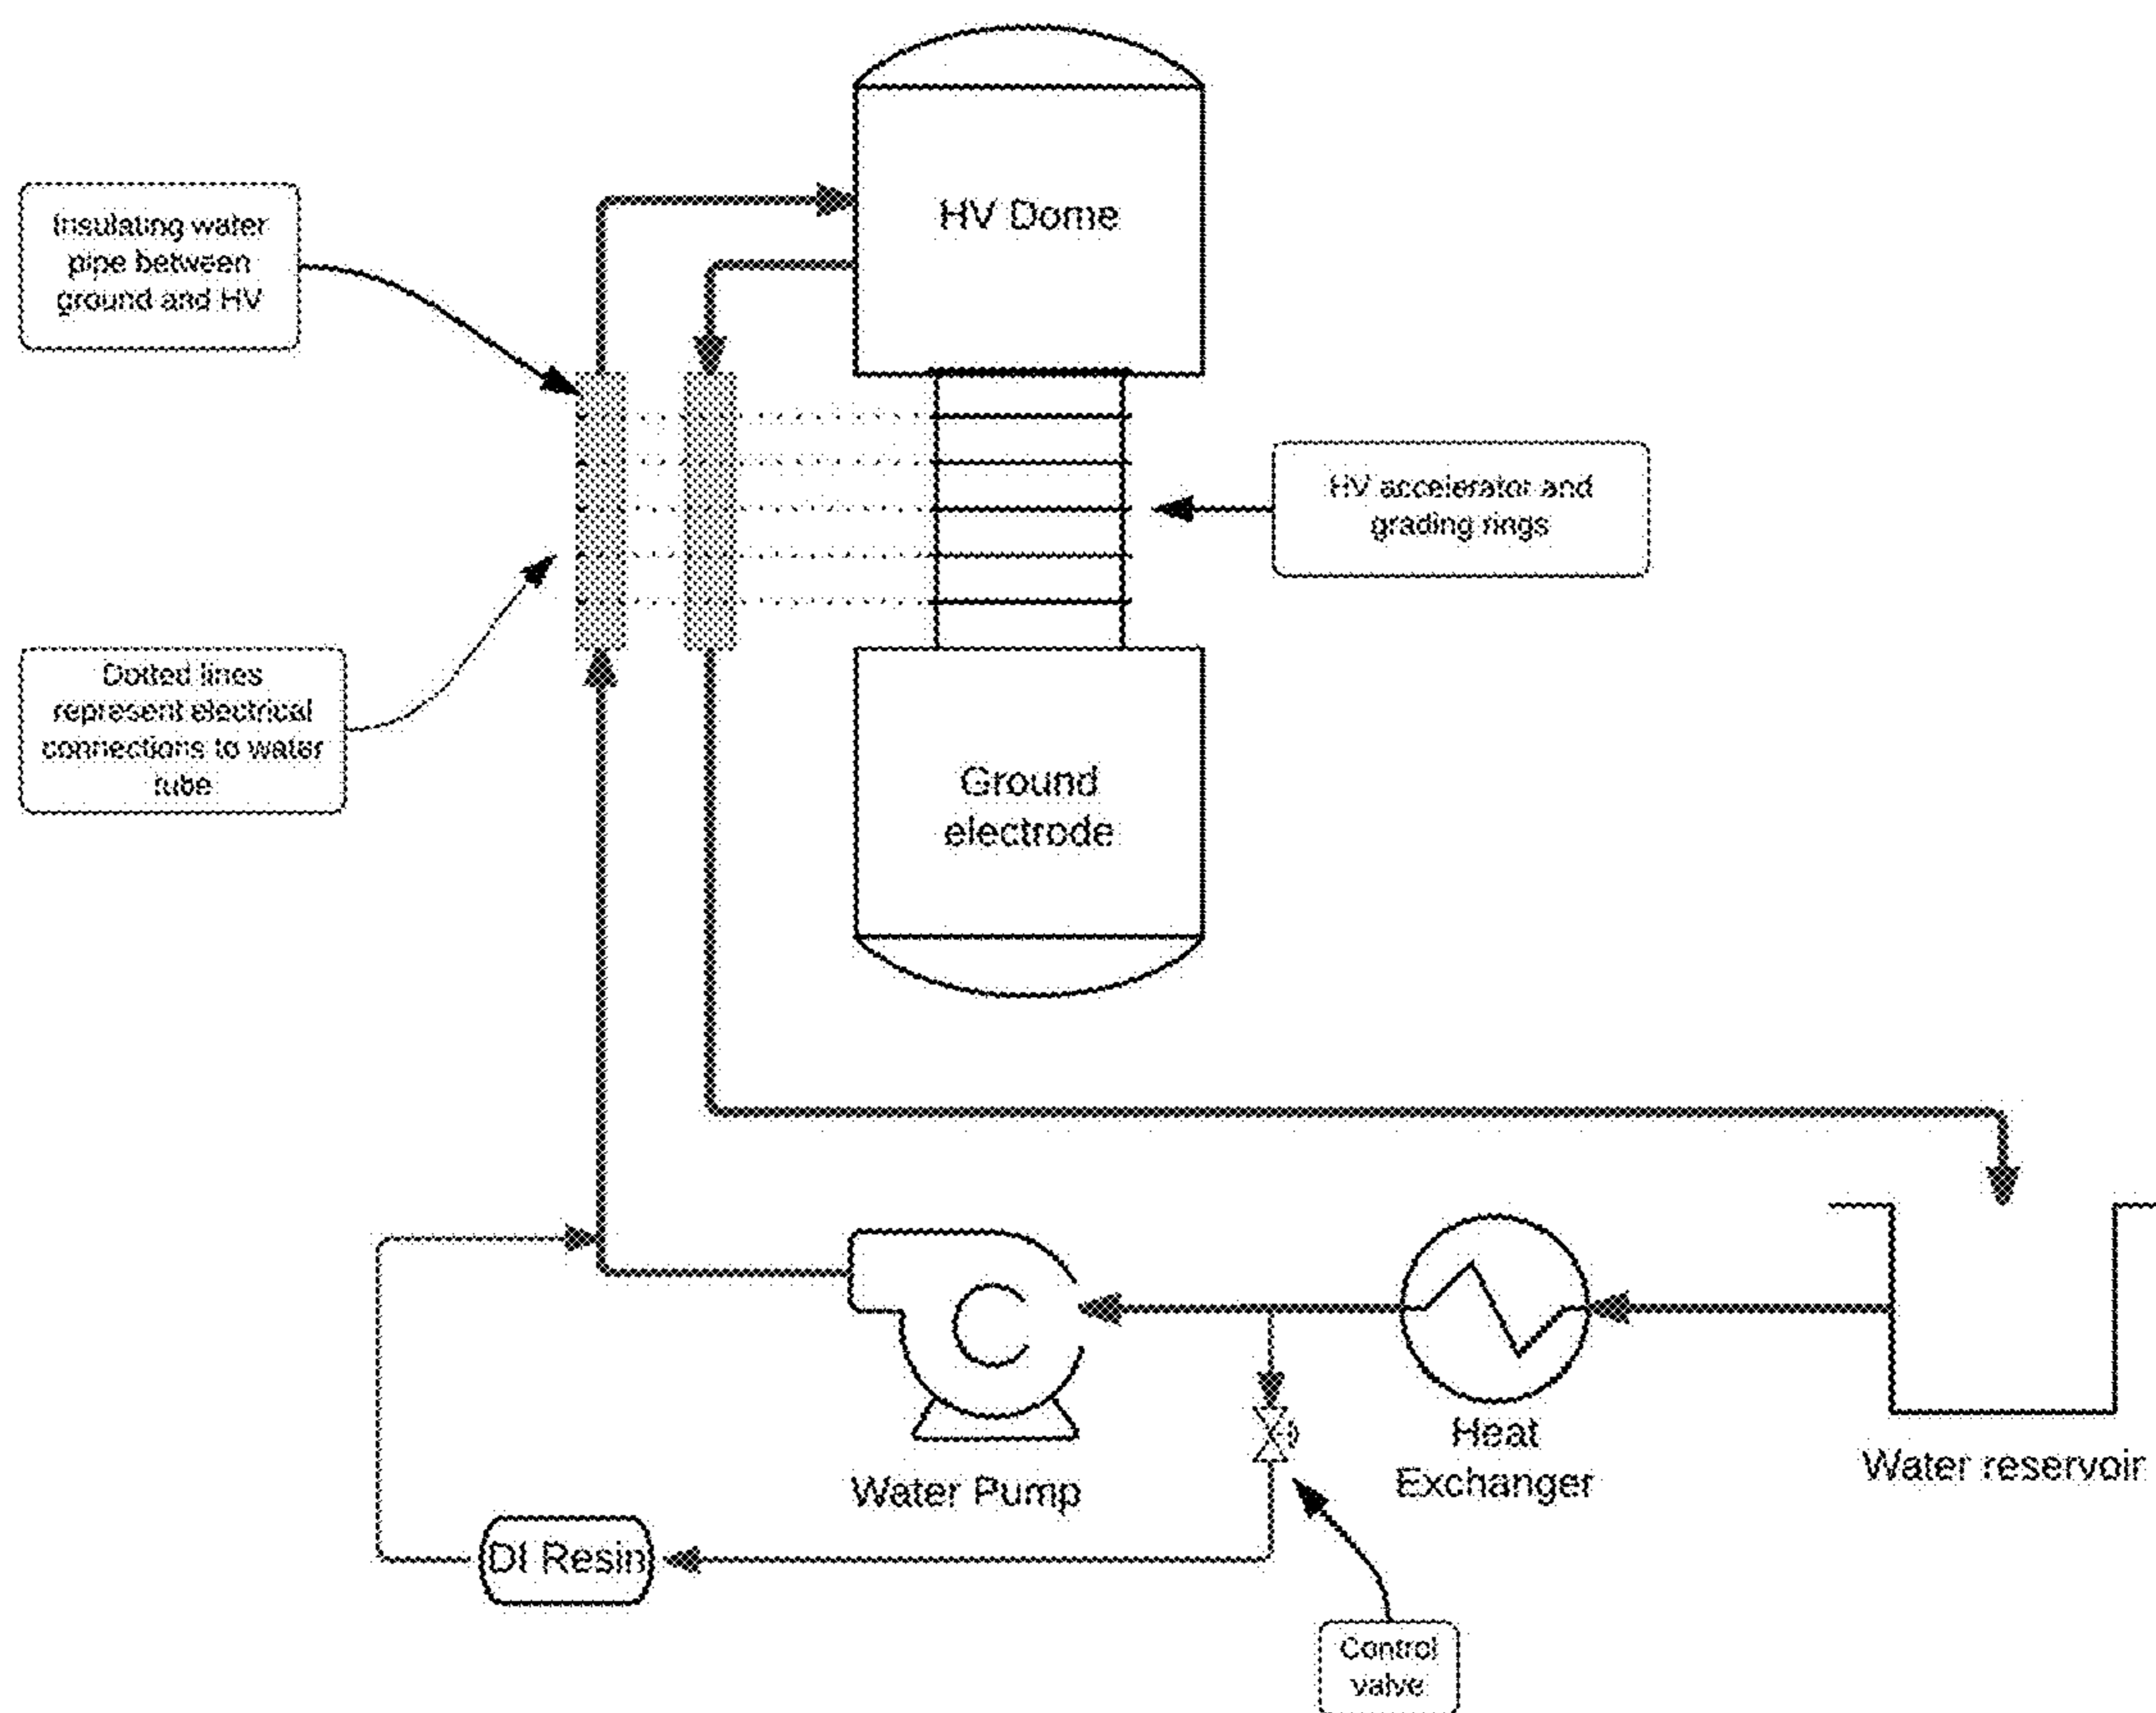 HV Dome
Insulating water
pipe between
ground and HV
HV accelerator and
grading rings
Dotted lines
represent electrical
connections to water
tube
Ground
electrode
Heat
Exchanger
Water reservoir
Water Pump
DI Resin
Control
valve